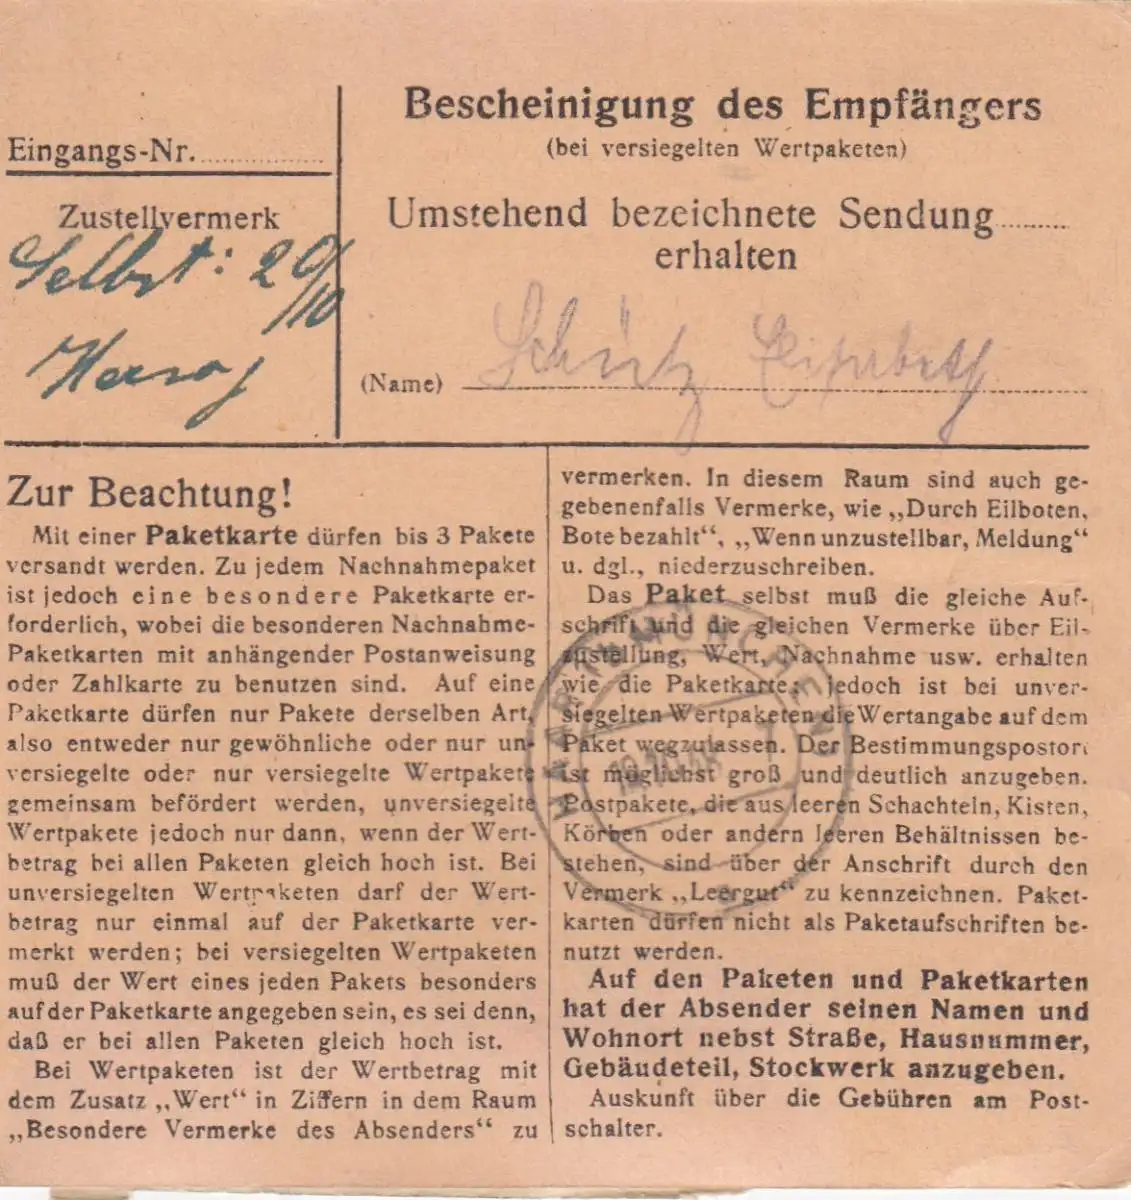 Eingangs-Nr. ...............
Zustellvermerk
Selbst: 20/10
Bescheinigung des Empfängers
(bei versiegelten Wertpaketen)
Umstehend bezeichnete Sendung ........
erhalten
(Name) Schürtz
Zur Beachtung!
Mit einer Paketkarte dürfen bis 3 Pakete
versandt werden. Zu jedem Nachnahmepaket
ist jedoch eine besondere Paketkarte er-
forderlich, wobei die besonderen Nachnahme-
Paketkarten mit anhängender Postanweisung
oder Zahlkarte zu benutzen sind. Auf eine
Paketkarte dürfen nur Pakete derselben Art,
also entweder nur gewöhnliche oder nur un-
versiegelte oder nur versiegelte Wertpakete
gemeinsam befördert werden, unversiegelte
Wertpakete jedoch nur dann, wenn der Wert-
betrag bei allen Paketen gleich hoch ist. Bei
unversiegelten Wertpaketen darf der Wert-
betrag nur einmal auf der Paketkarte ver-
merkt werden; bei versiegelten Wertpaketen
muß der Wert eines jeden Pakets besonders
auf der Paketkarte angegeben sein, es sei denn,
daß er bei allen Paketen gleich hoch ist.
Bei Wertpaketen ist der Wertbetrag mit
dem Zusatz „Wert“ in Ziffern in dem Raum
„Besondere Vermerke des Absenders“ zu
vermerken. In diesem Raum sind auch ge-
gebenenfalls Vermerke, wie „Durch Eilboten,
Bote bezahlt“, „Wenn unzustellbar, Meldung“
u. dgl., niederzuschreiben.
Das Paket selbst muß die gleiche Auf-
schrift und die gleichen Vermerke über Eil-
zustellung, Wert, Nachnahme usw. erhalten
wie die Paketkarte; jedoch ist bei unver-
siegelten Wertpaketen die Wertangabe auf dem
Paket wegzulassen. Der Bestimmungspostort
ist möglichst groß und deutlich anzugeben.
Postpakete, die aus leeren Schachteln, Kisten,
Körben oder andern leeren Behältnissen be-
stehen, sind über der Anschrift durch den
Vermerk „Leergut“ zu kennzeichnen. Paket-
karten dürfen nicht als Paketaufschriften be-
nutzt werden.
Auf den Paketen und Paketkarten
hat der Absender seinen Namen und
Wohnort nebst Straße, Hausnummer,
Gebäudeteil, Stockwerk anzugeben.
Auskunft über die Gebühren am Post-
schalter.
HAAR b. MÜNCHEN